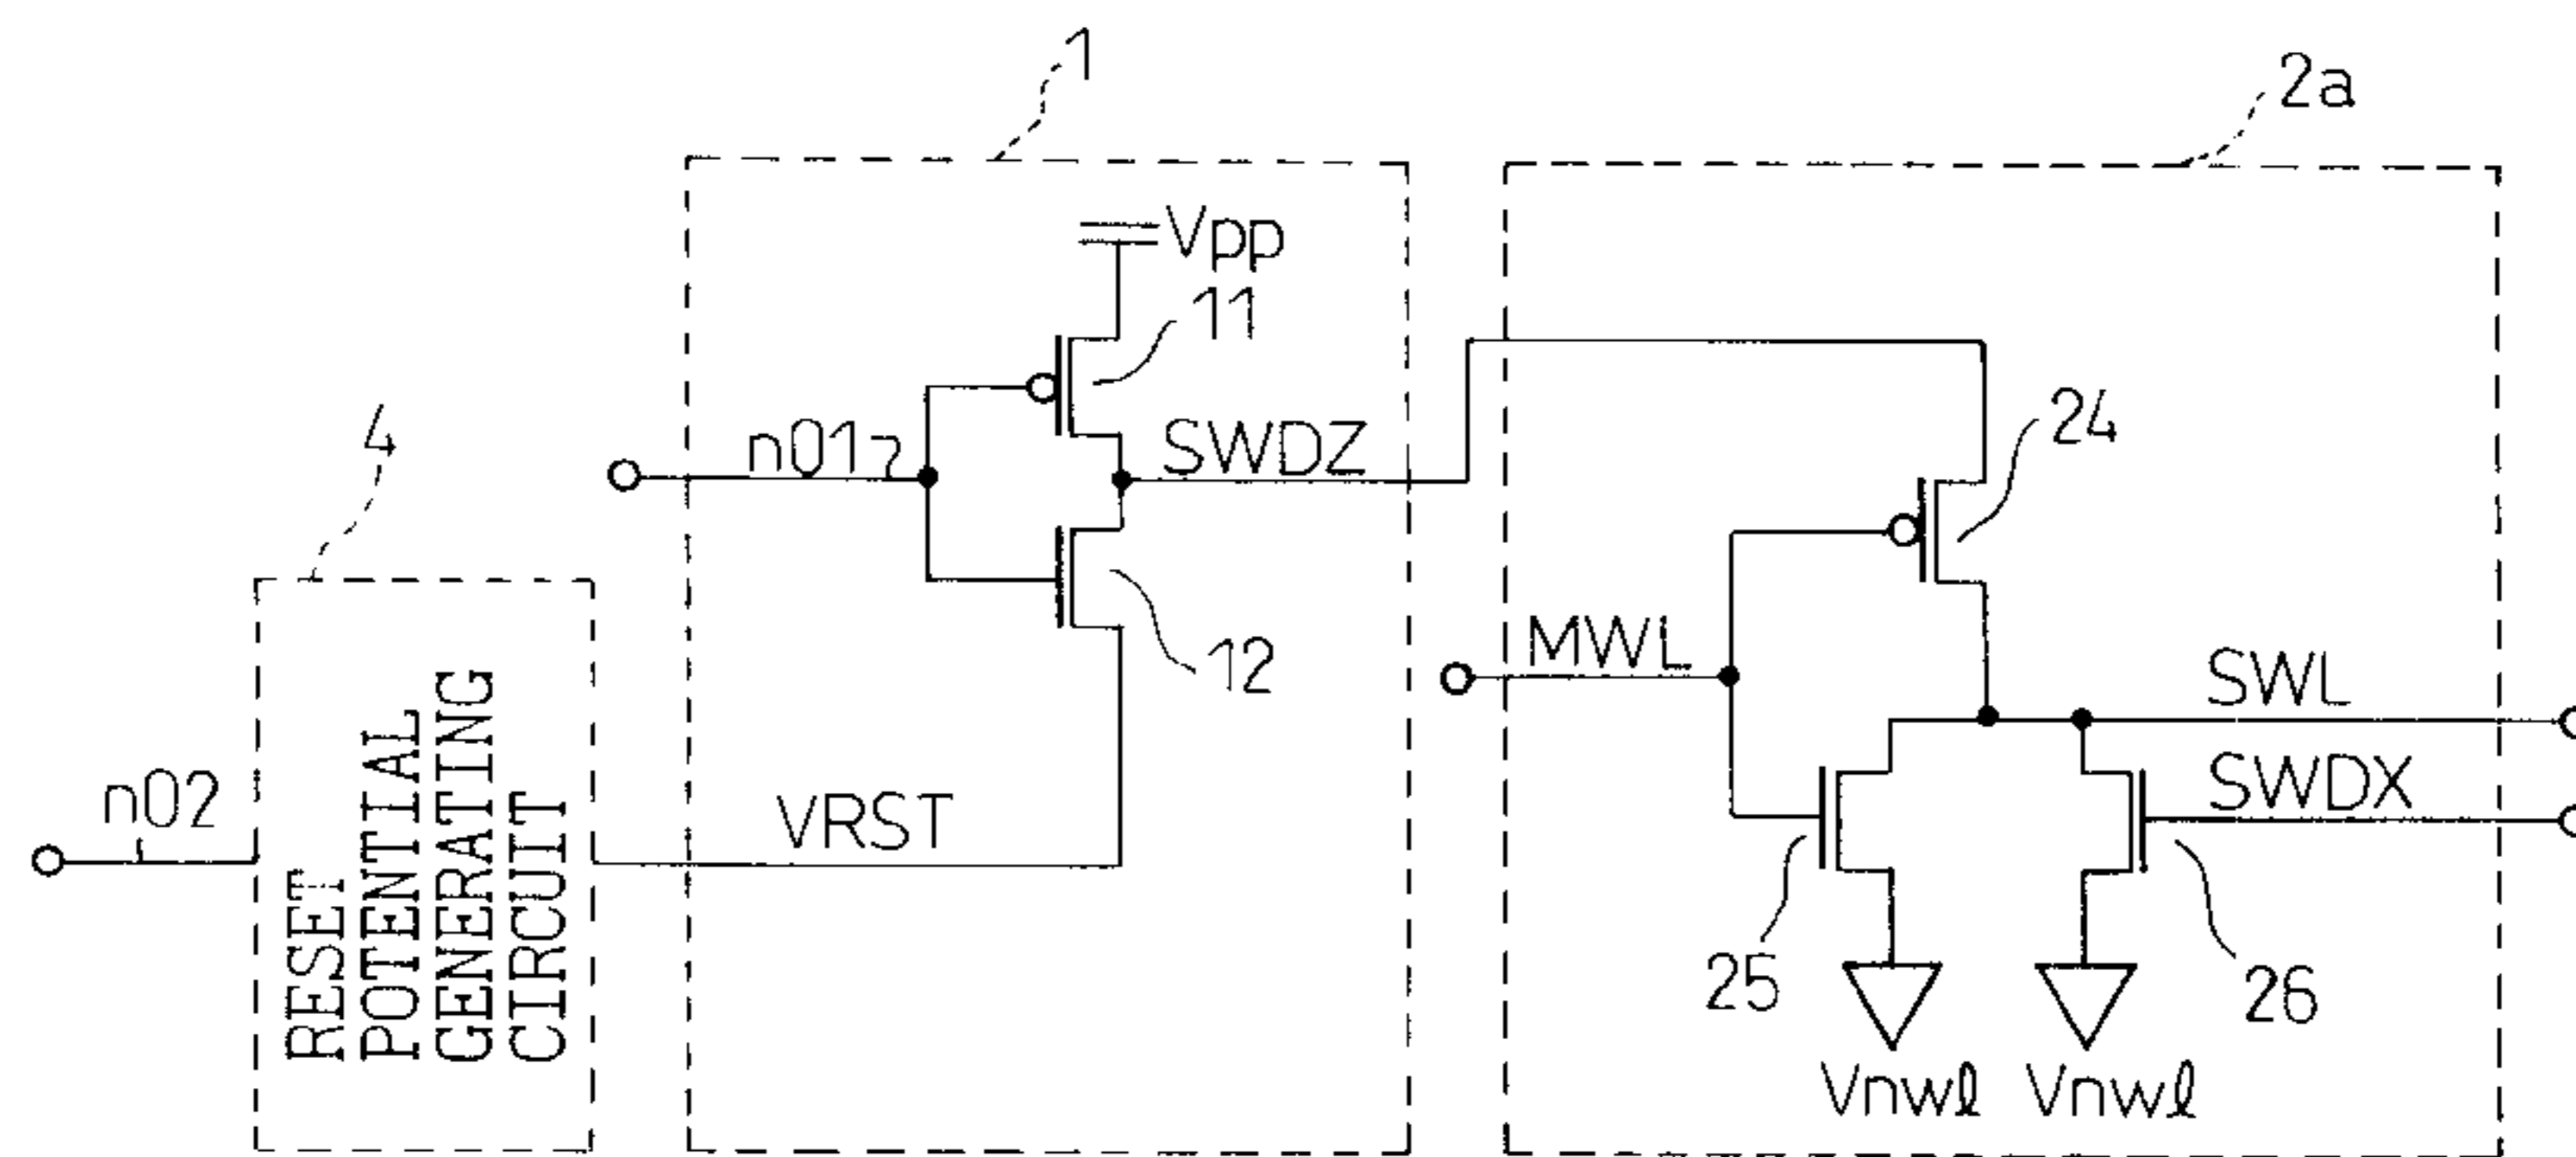 1
2a
Vpp
11
n01
SWDZ
4
24
12
MWL
SWL
n02
RESET
POTENTIAL
GENERATING
CIRCUIT
VRST
SWDX
25
26
Vnwℓ
Vnwℓ